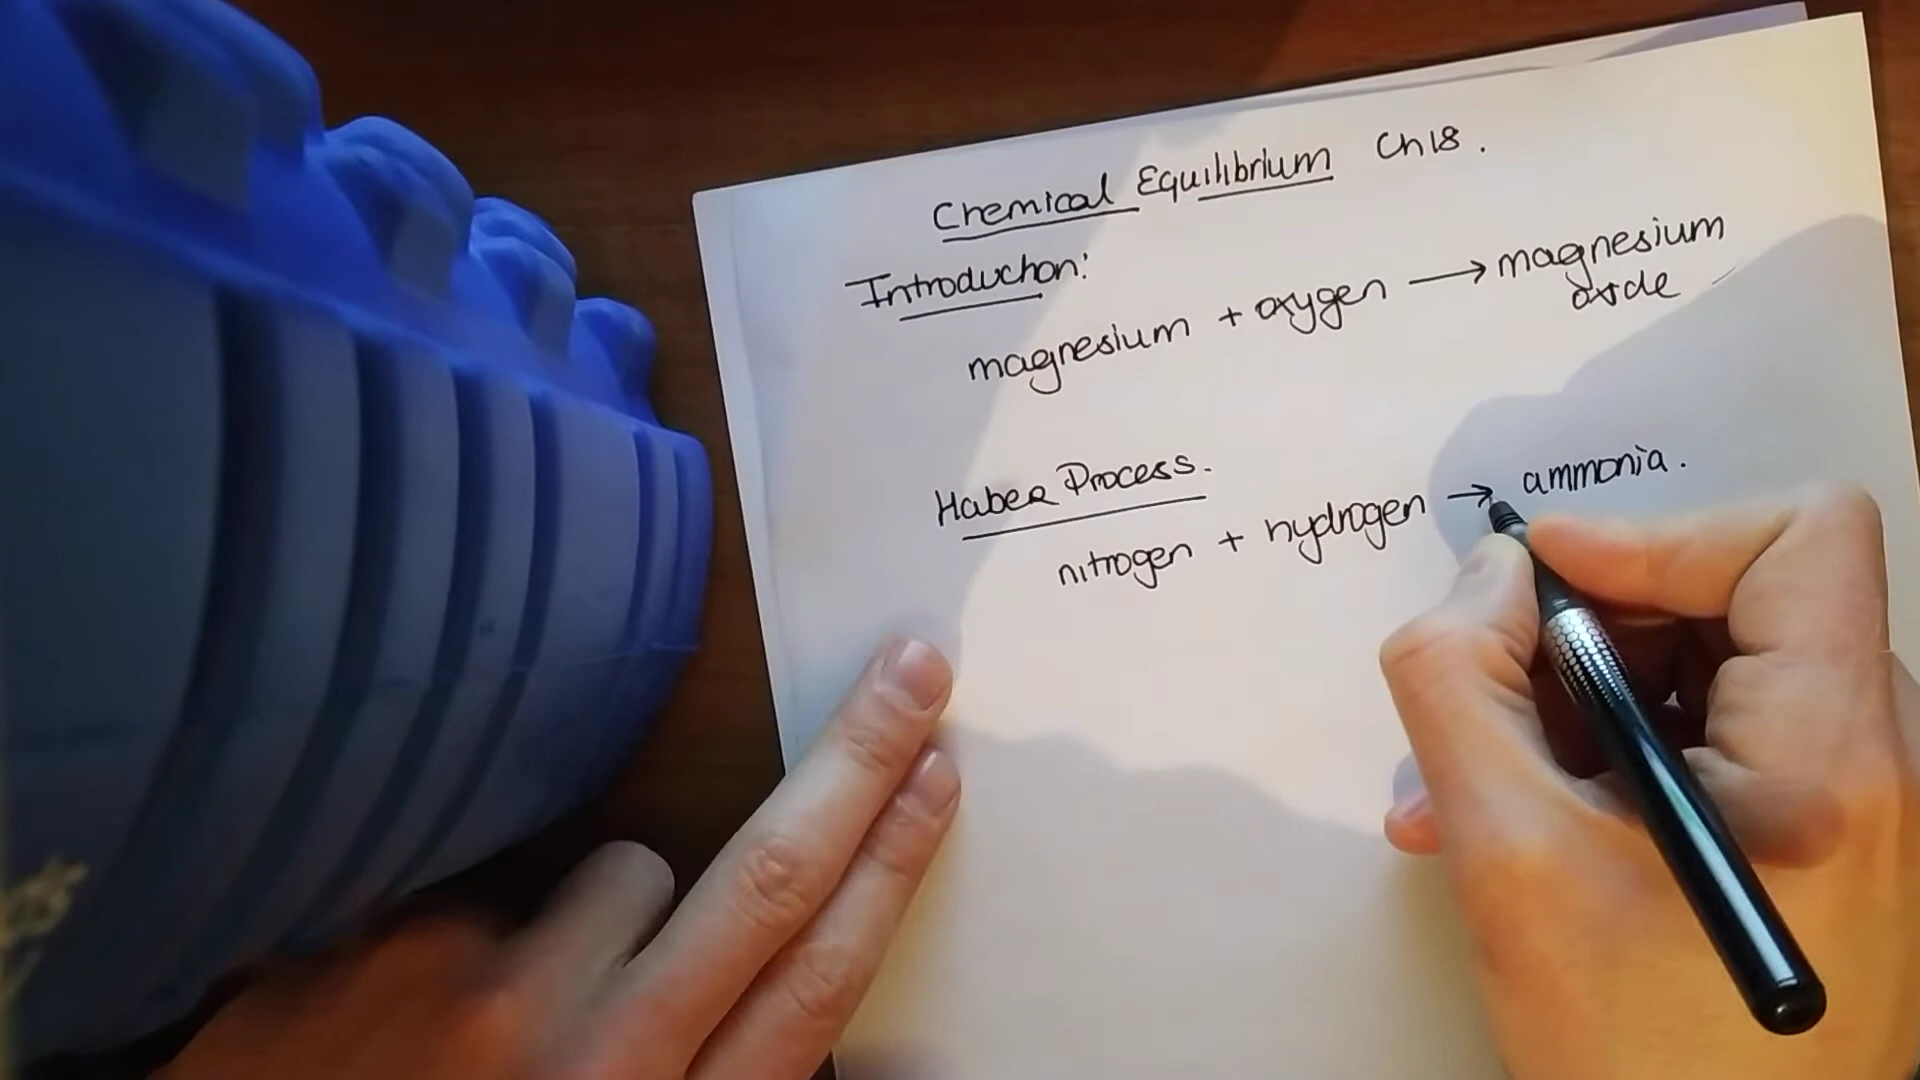 Chemical Equilibrium Ch18.
Introduction:
magnesium + oxygen → magnesium
oxide
Haber Process.
nitrogen + hydrogen → ammonia.